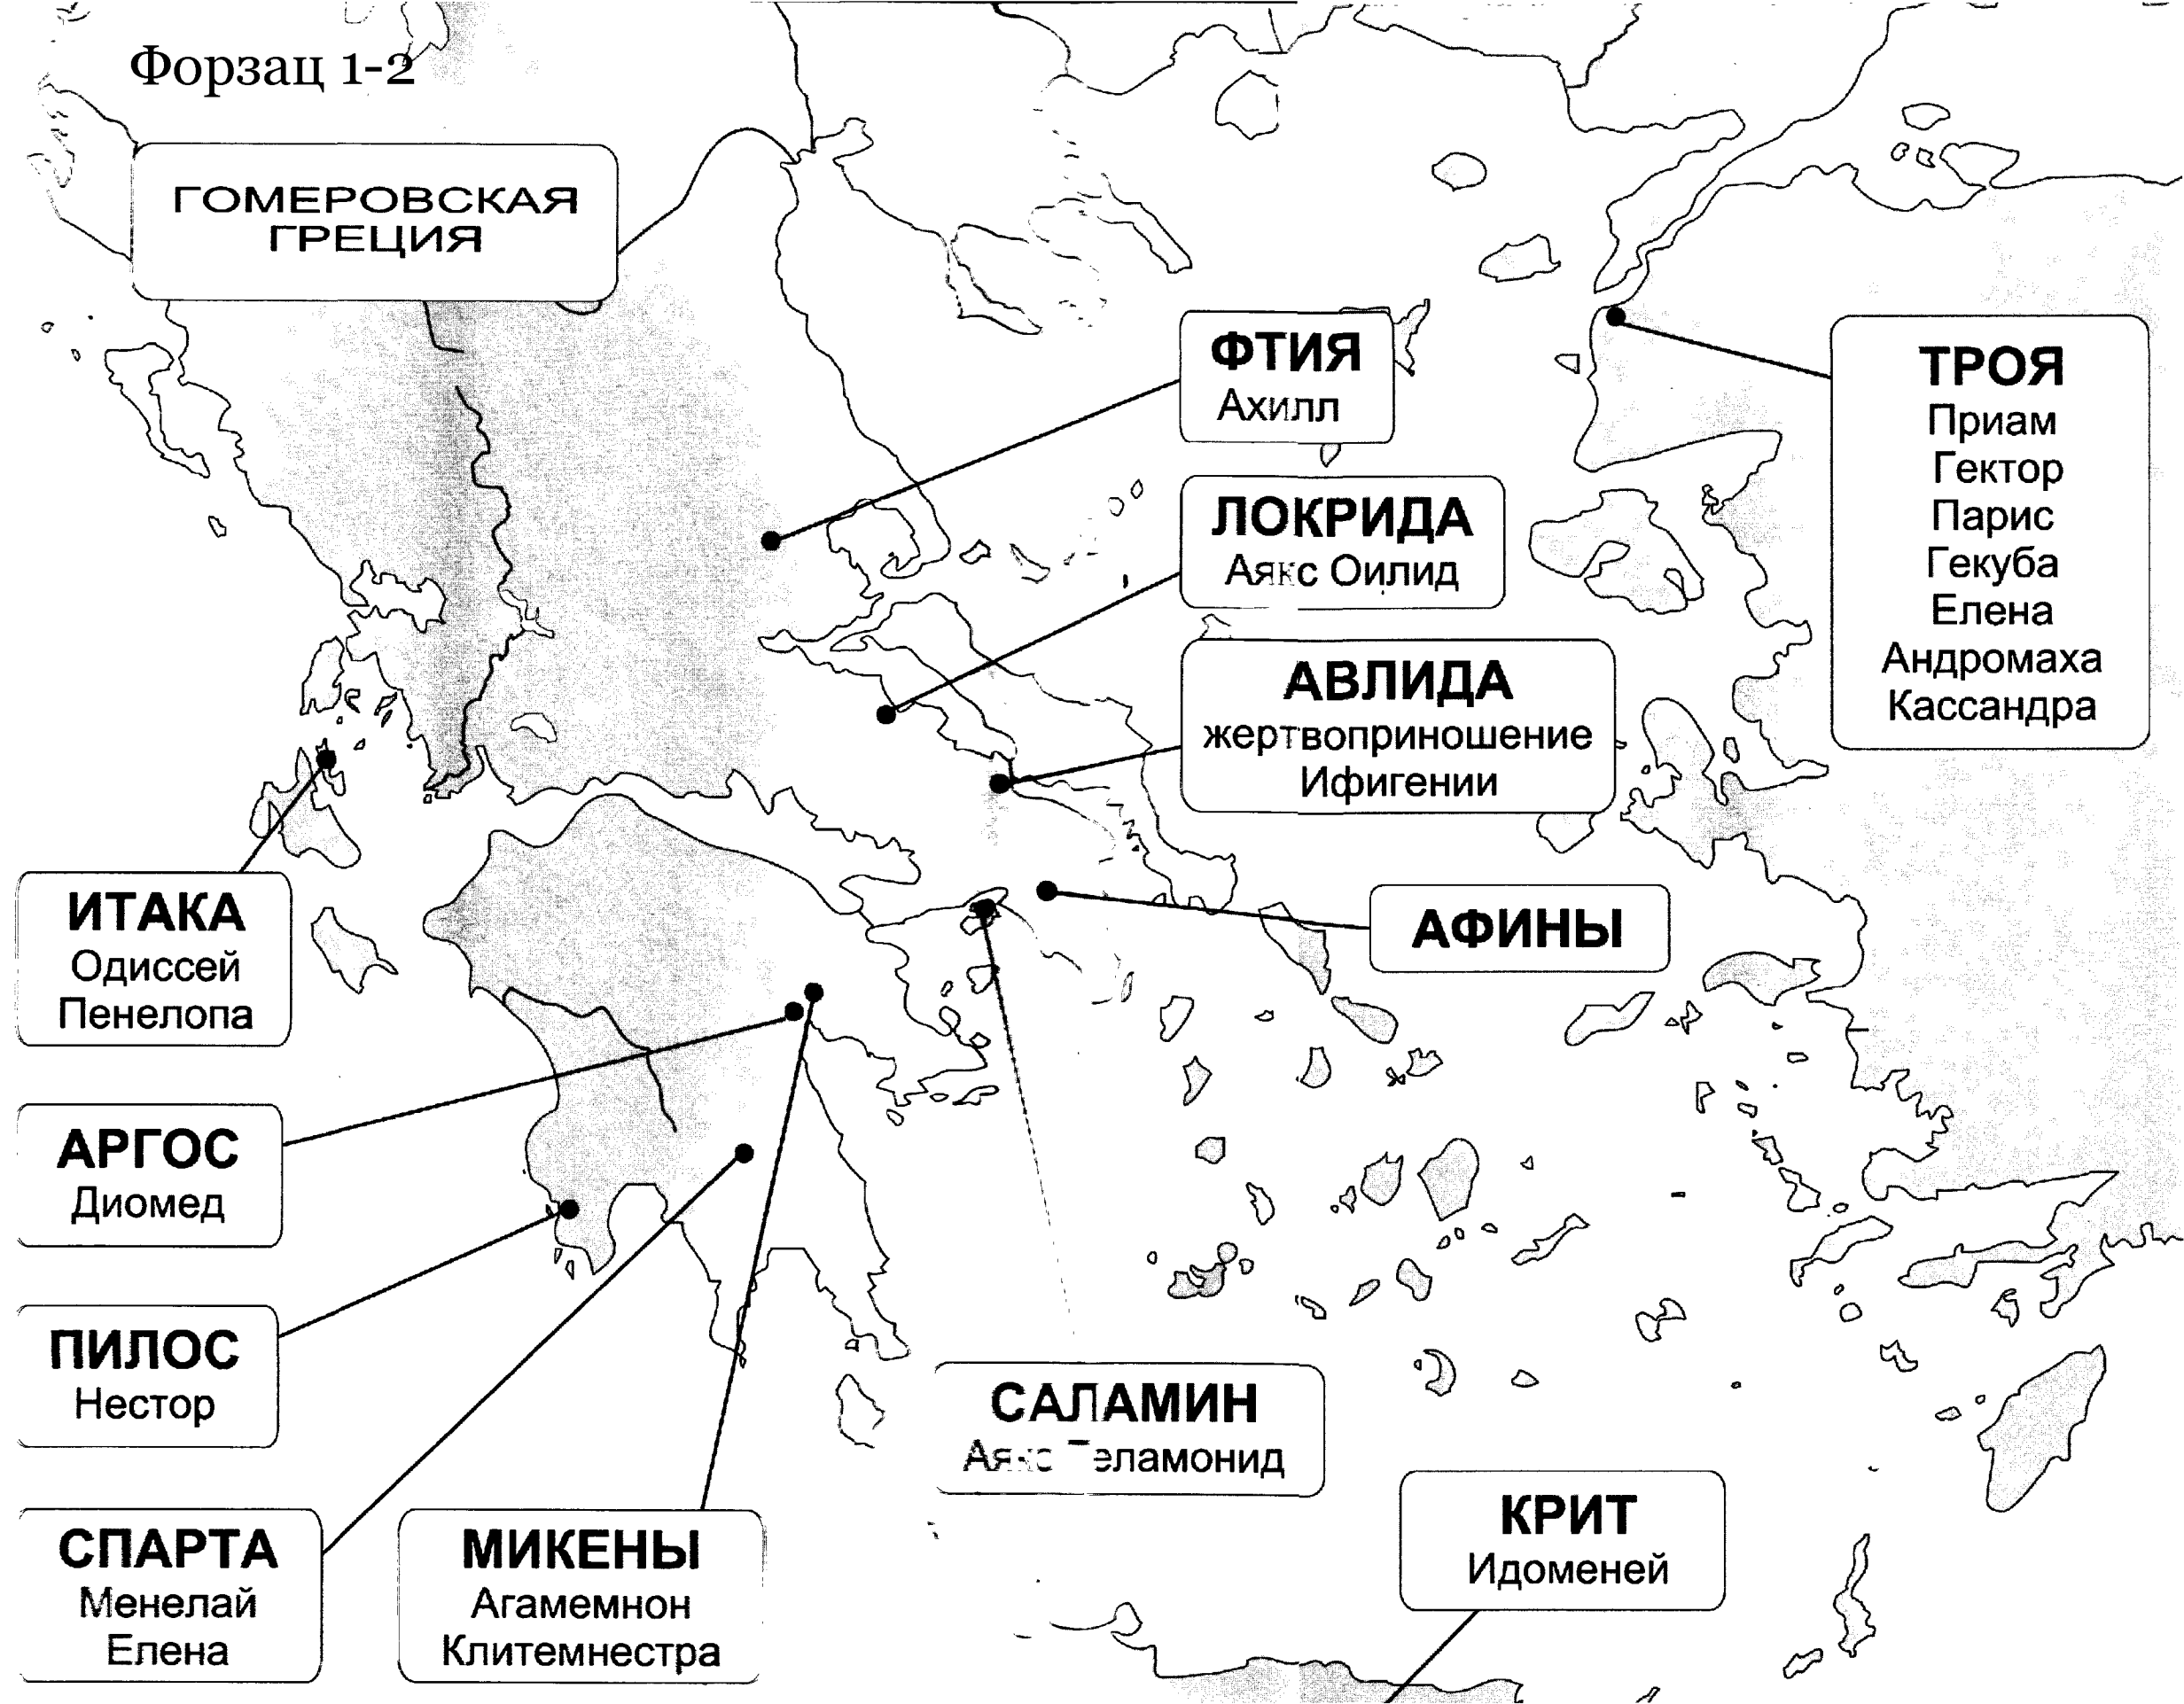 Форзац 1-2
ГОМЕРОВСКАЯ
ГРЕЦИЯ
ФТИЯ
Ахилл
ТРОЯ
Приам
Гектор
Парис
Гекуба
Елена
Андромаха
Кассандра
ЛОКРИДА
Аякс Оилид
АВЛИДА
жертвоприношение
Ифигении
ИТАКА
Одиссей
Пенелопа
АФИНЫ
АРГОС
Диомед
ПИЛОС
Нестор
САЛАМИН
Аякс Теламонид
СПАРТА
Менелай
Елена
МИКЕНЫ
Агамемнон
Клитемнестра
КРИТ
Идоменей